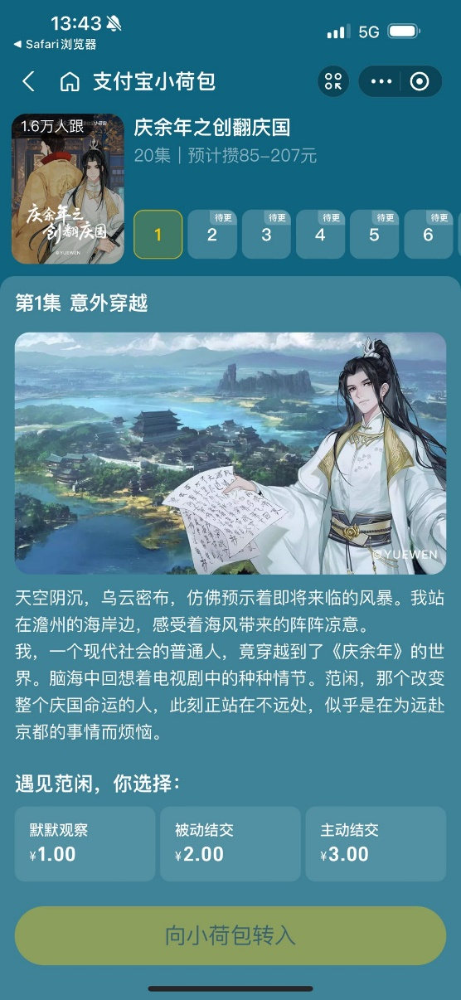 13:43
5G
Safari浏览器
支付宝小荷包
1.6万人跟
庆余年之
创翻庆国
@YUEWEN
庆余年之创翻庆国
20集 | 预计攒85-207元
1
2 待更
3 待更
4 待更
5 待更
6 待更
第1集 意外穿越
@YUEWEN
天空阴沉，乌云密布，仿佛预示着即将来临的风暴。我站
在澹州的海岸边，感受着海风带来的阵阵凉意。
我，一个现代社会的普通人，竟穿越到了《庆余年》的世
界。脑海中回想着电视剧中的种种情节。范闲，那个改变
整个庆国命运的人，此刻正站在不远处，似乎是在为远赴
京都的事情而烦恼。
遇见范闲，你选择：
默默观察
¥1.00
被动结交
¥2.00
主动结交
¥3.00
向小荷包转入